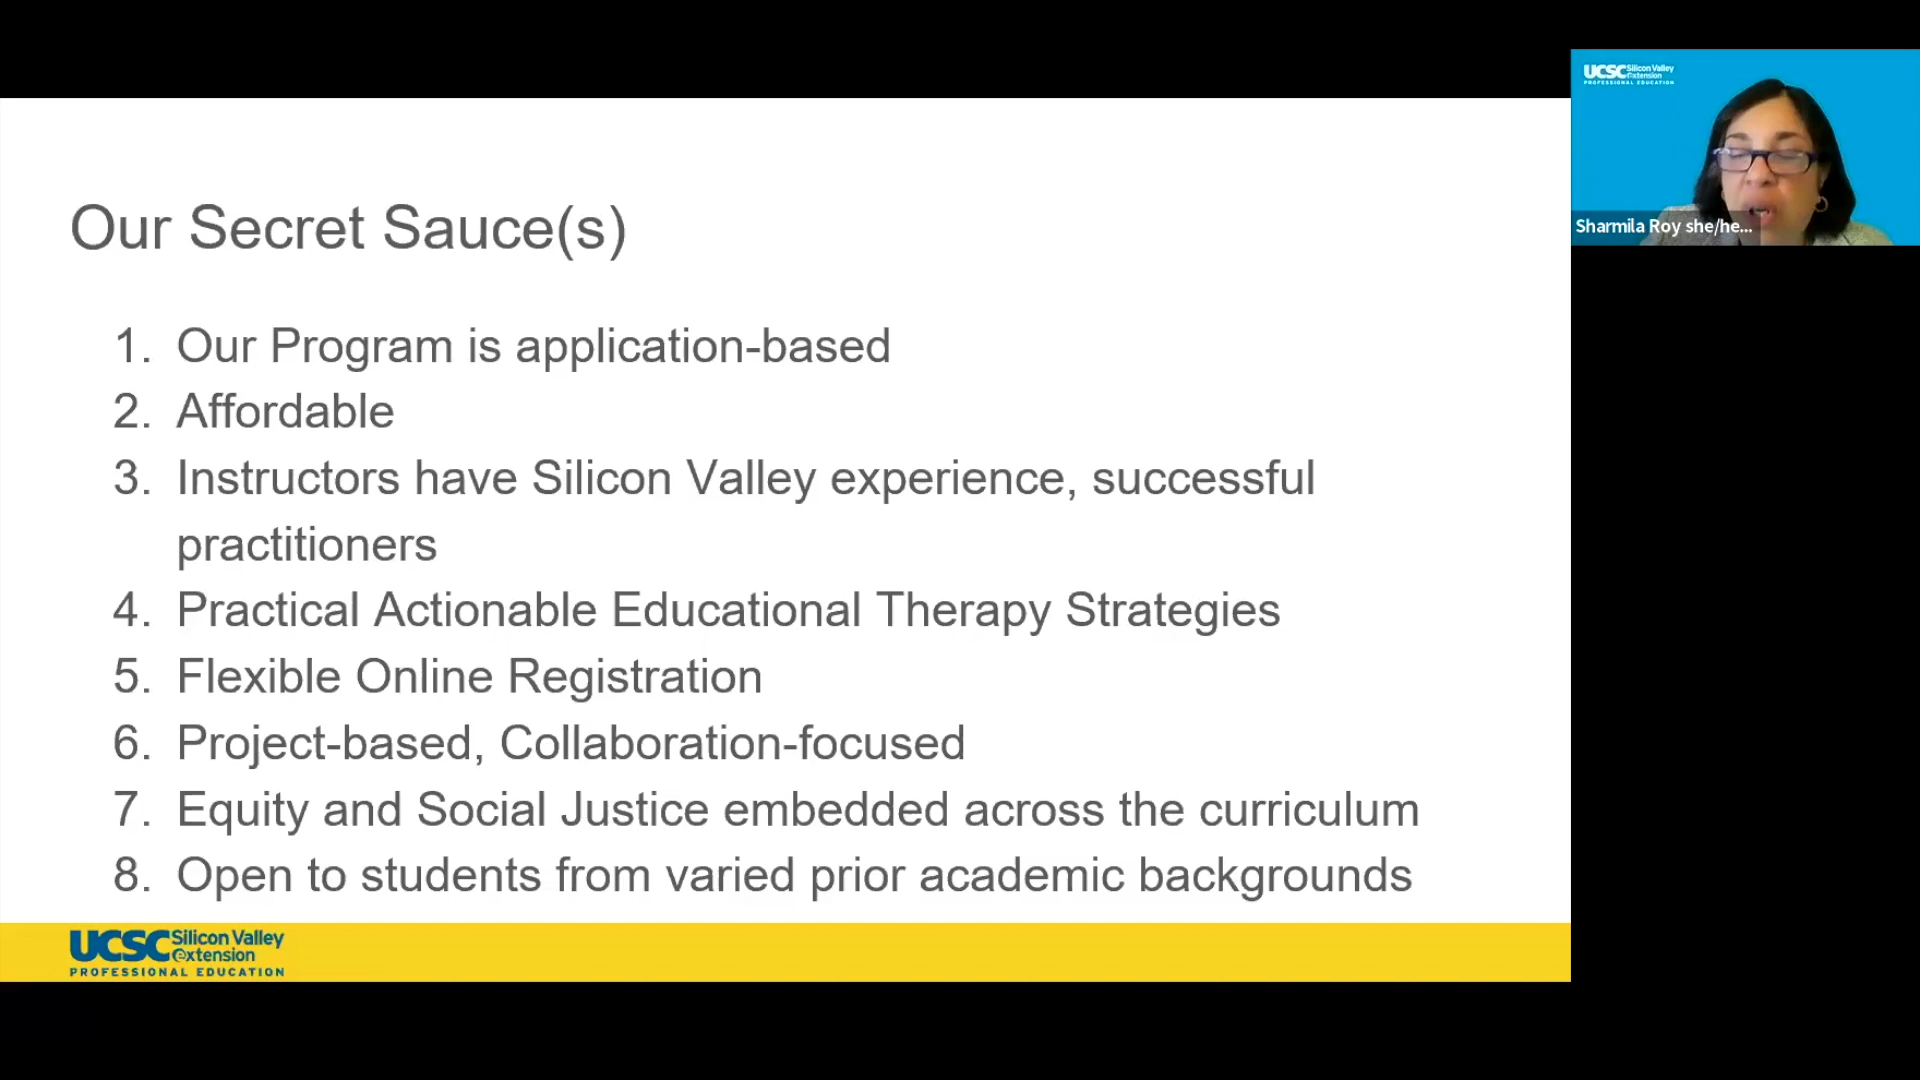 Our Secret Sauce(s)
1. Our Program is application-based
2. Affordable
3. Instructors have Silicon Valley experience, successful
practitioners
4. Practical Actionable Educational Therapy Strategies
5. Flexible Online Registration
6. Project-based, Collaboration-focused
7. Equity and Social Justice embedded across the curriculum
8. Open to students from varied prior academic backgrounds
UCSC Silicon Valley
extension
PROFESSIONAL EDUCATION
UCSC Silicon Valley
extension
PROFESSIONAL EDUCATION
Sharmila Roy she/he...